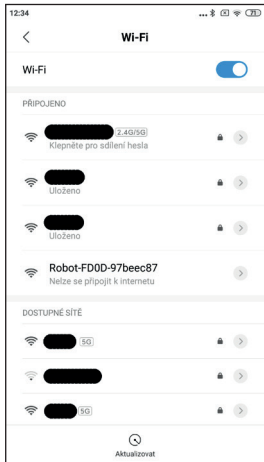 12:34
71
Wi-Fi
Wi-Fi
PŘIPOJENO
2.4G/5G
Klepněte pro sdílení hesla
Uloženo
Uloženo
Robot-FD0D-97beec87
Nelze se připojit k internetu
DOSTUPNÉ SÍTĚ
5G
5G
Aktualizovat